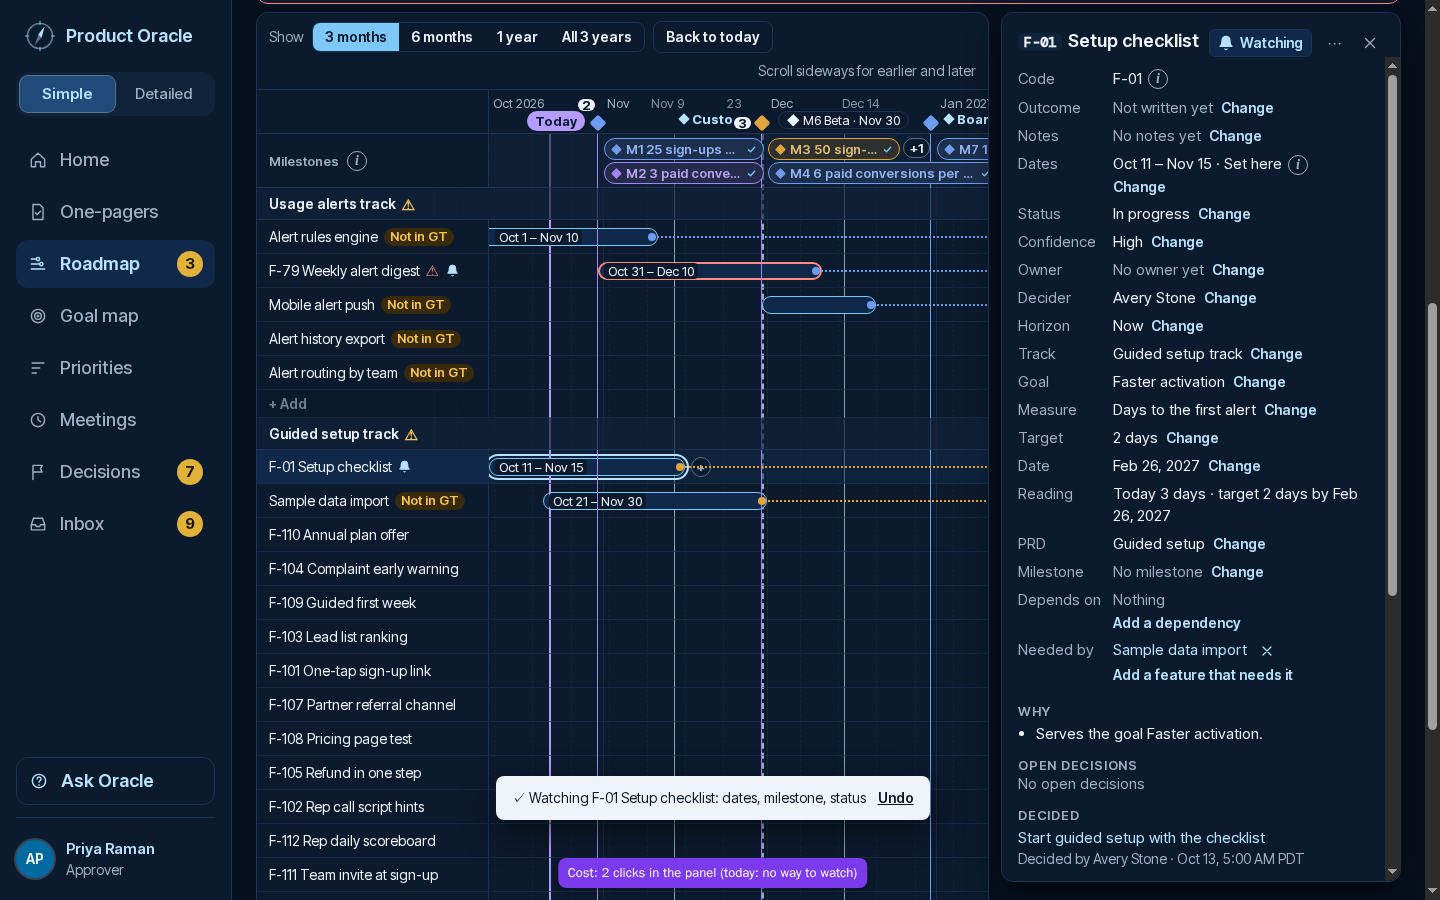 Product Oracle
Simple
Detailed
Home
One-pagers
Roadmap 3
Goal map
Priorities
Meetings
Decisions 7
Inbox 9
Ask Oracle
AP
Priya Raman
Approver
Show 3 months 6 months 1 year All 3 years Back to today
Scroll sideways for earlier and later
Oct 2026 2 Nov Nov 9 23 Dec Dec 14 Jan 2027
Today Custo 3 M6 Beta · Nov 30 Boar
Milestones i
M1 25 sign-ups ... ✓ M3 50 sign-... ✓ +1 M7 1
M2 3 paid conve... ✓ M4 6 paid conversions per ... ✓
Usage alerts track ⚠
Alert rules engine Not in GT Oct 1 – Nov 10
F-79 Weekly alert digest ⚠ Oct 31 – Dec 10
Mobile alert push Not in GT
Alert history export Not in GT
Alert routing by team Not in GT
+ Add
Guided setup track ⚠
F-01 Setup checklist Oct 11 – Nov 15 +
Sample data import Not in GT Oct 21 – Nov 30
F-110 Annual plan offer
F-104 Complaint early warning
F-109 Guided first week
F-103 Lead list ranking
F-101 One-tap sign-up link
F-107 Partner referral channel
F-108 Pricing page test
F-105 Refund in one step
F-102 Rep call script hints
F-112 Rep daily scoreboard
F-111 Team invite at sign-up
✓ Watching F-01 Setup checklist: dates, milestone, status Undo
Cost: 2 clicks in the panel (today: no way to watch)
F-01 Setup checklist Watching ... ×
Code F-01 i
Outcome Not written yet Change
Notes No notes yet Change
Dates Oct 11 – Nov 15 · Set here i
Change
Status In progress Change
Confidence High Change
Owner No owner yet Change
Decider Avery Stone Change
Horizon Now Change
Track Guided setup track Change
Goal Faster activation Change
Measure Days to the first alert Change
Target 2 days Change
Date Feb 26, 2027 Change
Reading Today 3 days · target 2 days by Feb
26, 2027
PRD Guided setup Change
Milestone No milestone Change
Depends on Nothing
Add a dependency
Needed by Sample data import ×
Add a feature that needs it
WHY
• Serves the goal Faster activation.
OPEN DECISIONS
No open decisions
DECIDED
Start guided setup with the checklist
Decided by Avery Stone · Oct 13, 5:00 AM PDT